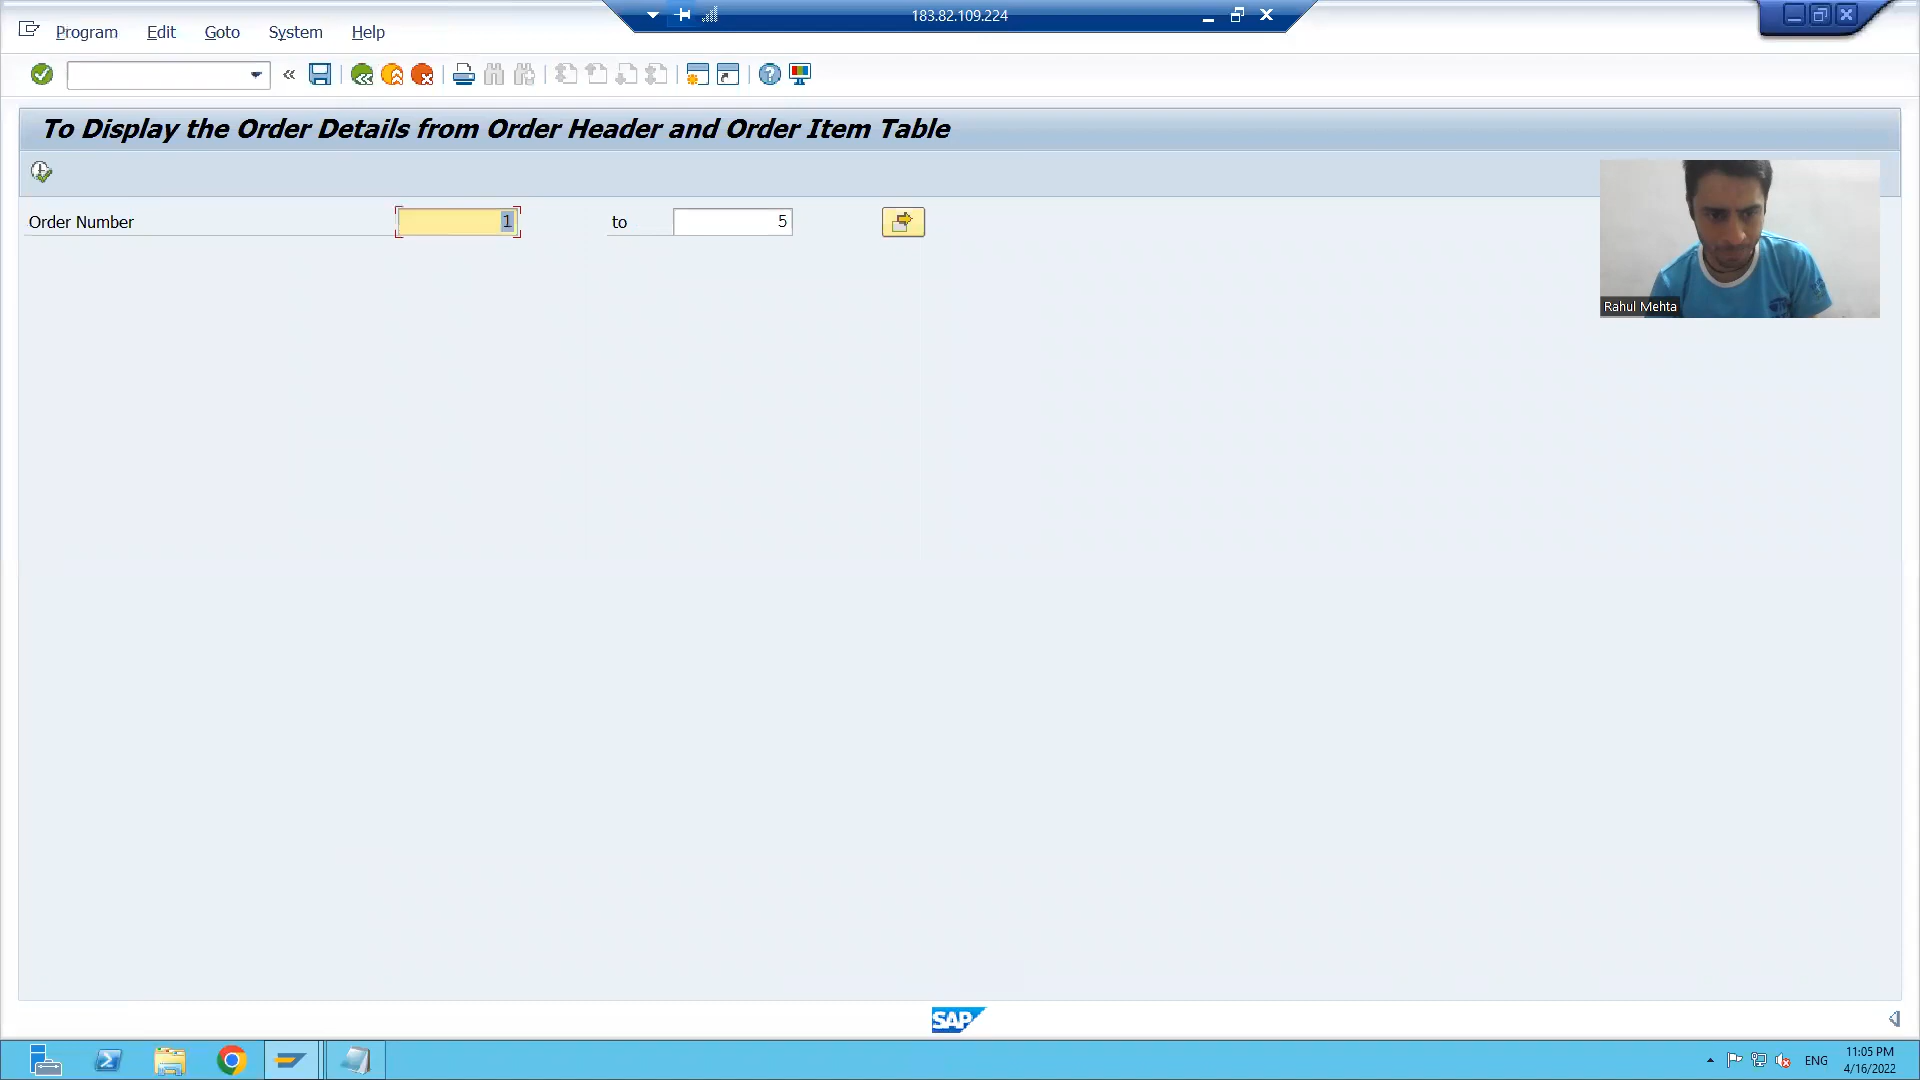 183.82.109.224
Program Edit Goto System Help
To Display the Order Details from Order Header and Order Item Table
Order Number 1 to 5
Rahul Mehta
SAP
ENG
11:05 PM
4/16/2022